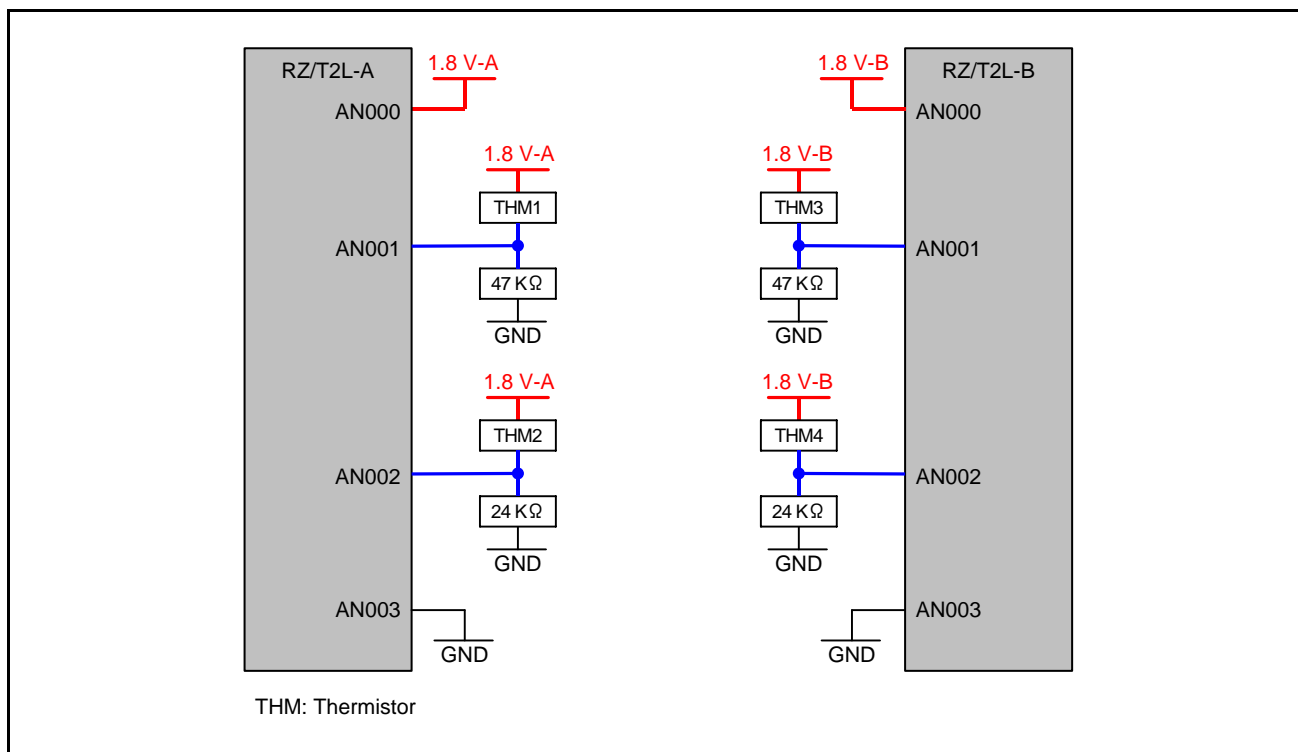 RZ/T2L-A
1.8 V-A
1.8 V-B
RZ/T2L-B
AN000
AN000
1.8 V-A
1.8 V-B
THM1
THM3
AN001
AN001
47 KΩ
47 KΩ
GND
GND
1.8 V-A
1.8 V-B
THM2
THM4
AN002
AN002
24 KΩ
24 KΩ
GND
GND
AN003
AN003
GND
GND
THM: Thermistor